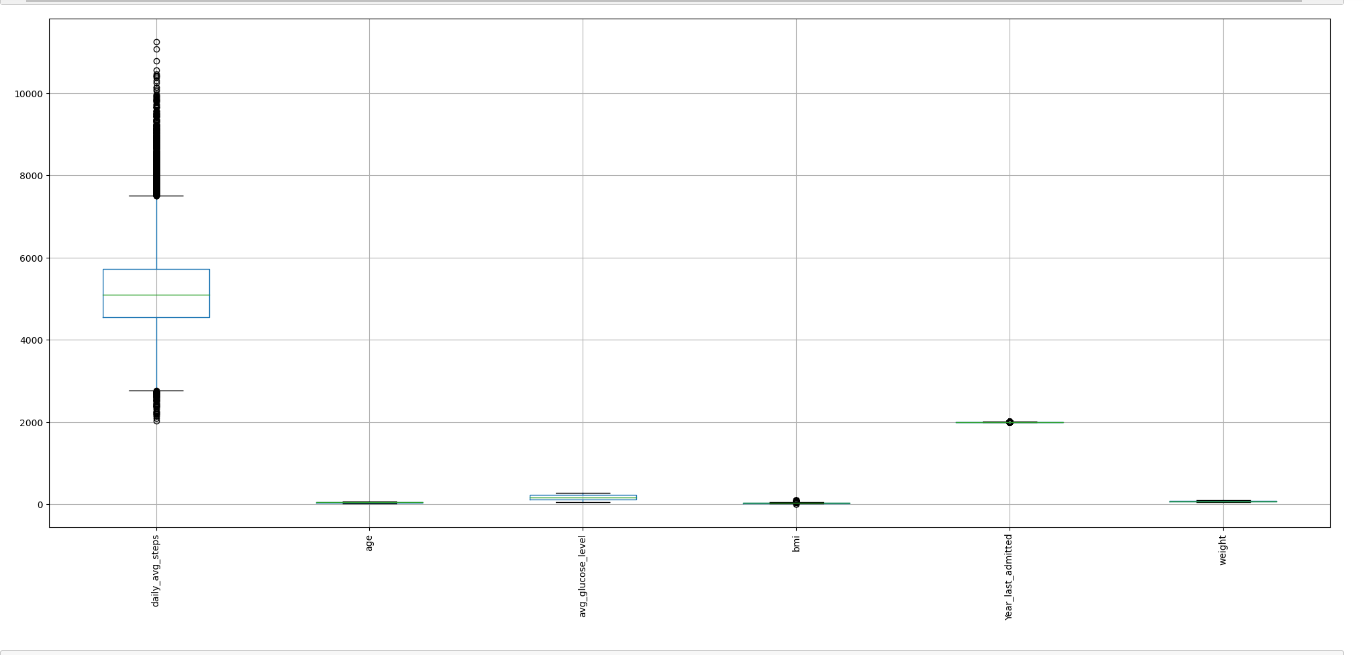 10000
8000
6000
4000
2000
0
daily_avg_steps
age
avg_glucose_level
bmi
Year_last_admitted
weight